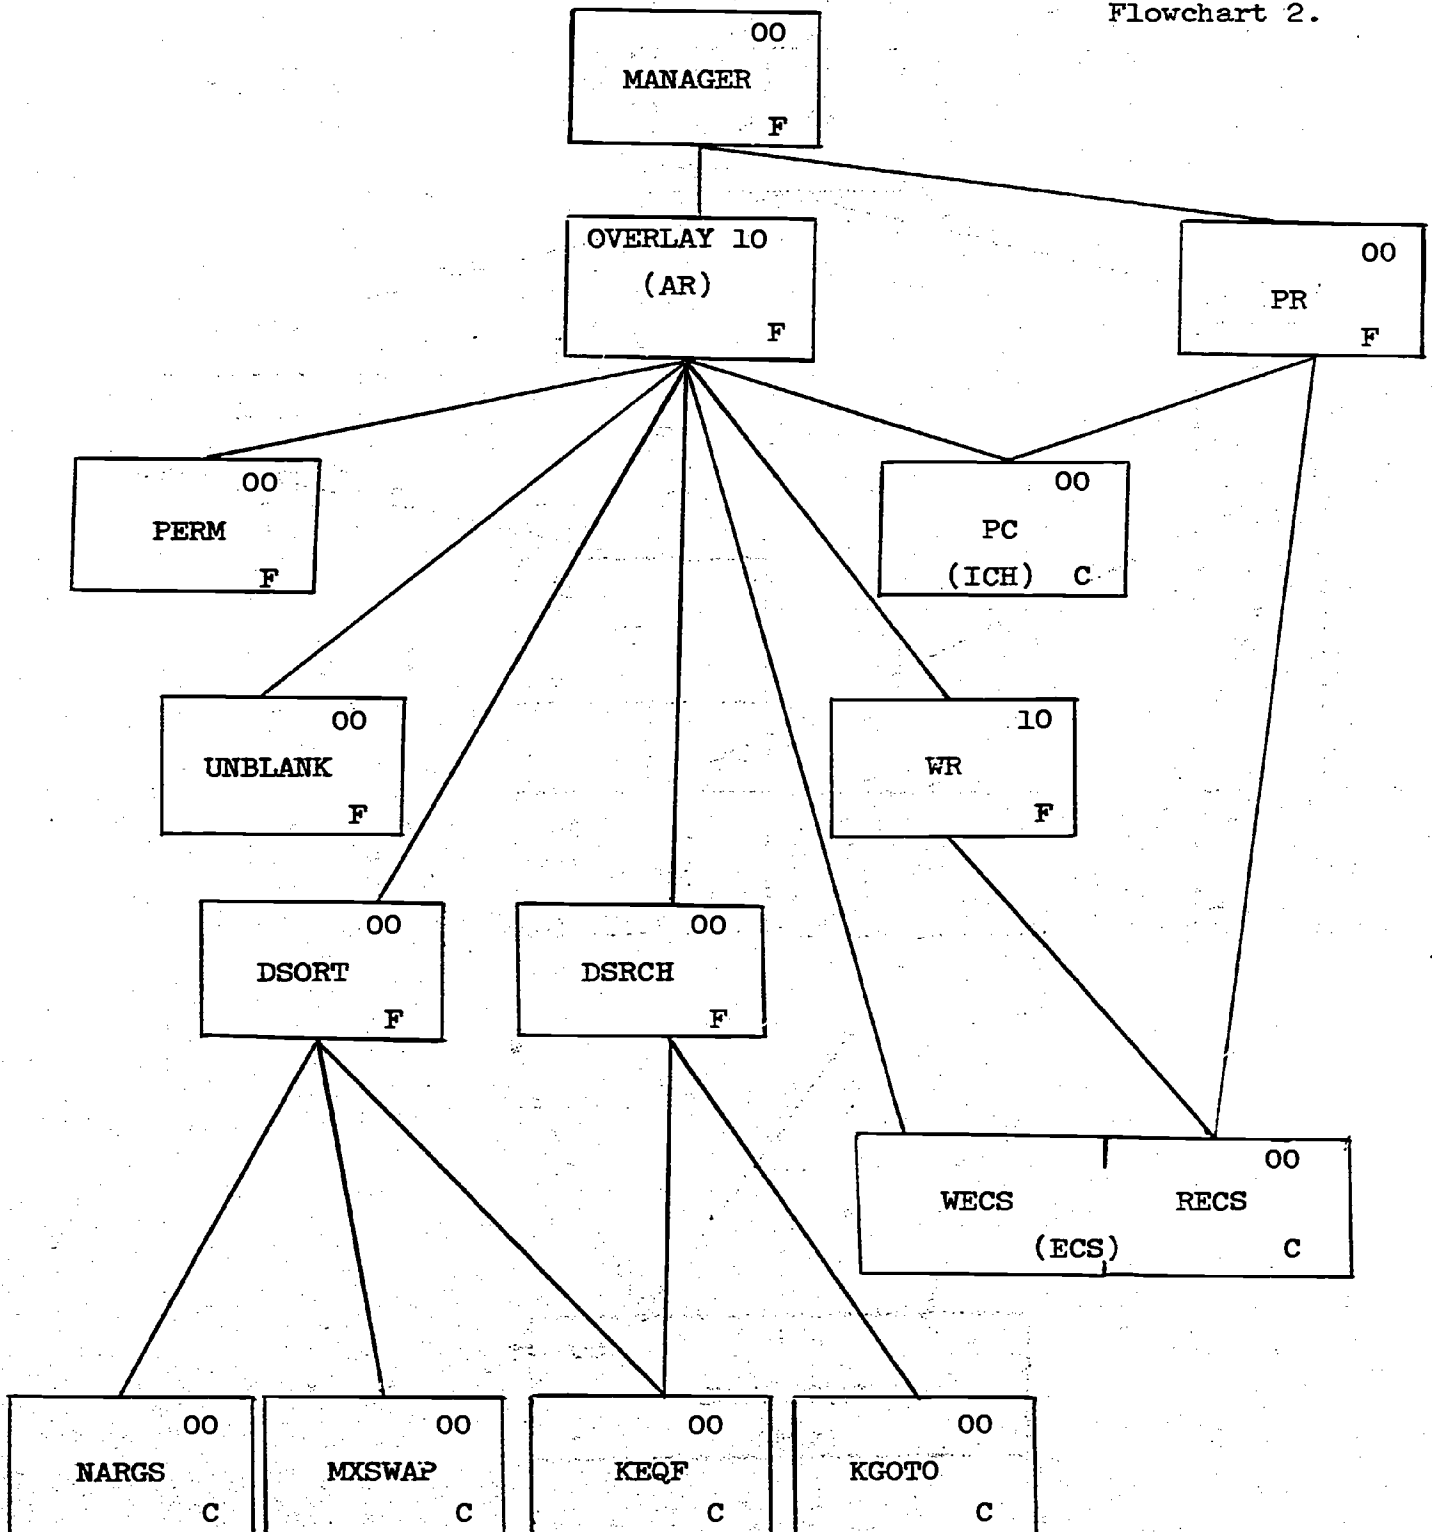 Flowchart 2.
00
MANAGER
F
OVERLAY 10
(AR)
F
00
PR
F
00
PERM
F
00
PC
(ICH) C
00
UNBLANK
F
10
WR
F
00
DSORT
F
00
DSRCH
F
00
WECS RECS
(ECS) C
00
NARGS
C
00
MXSWAP
C
00
KEQF
C
00
KGOTO
C